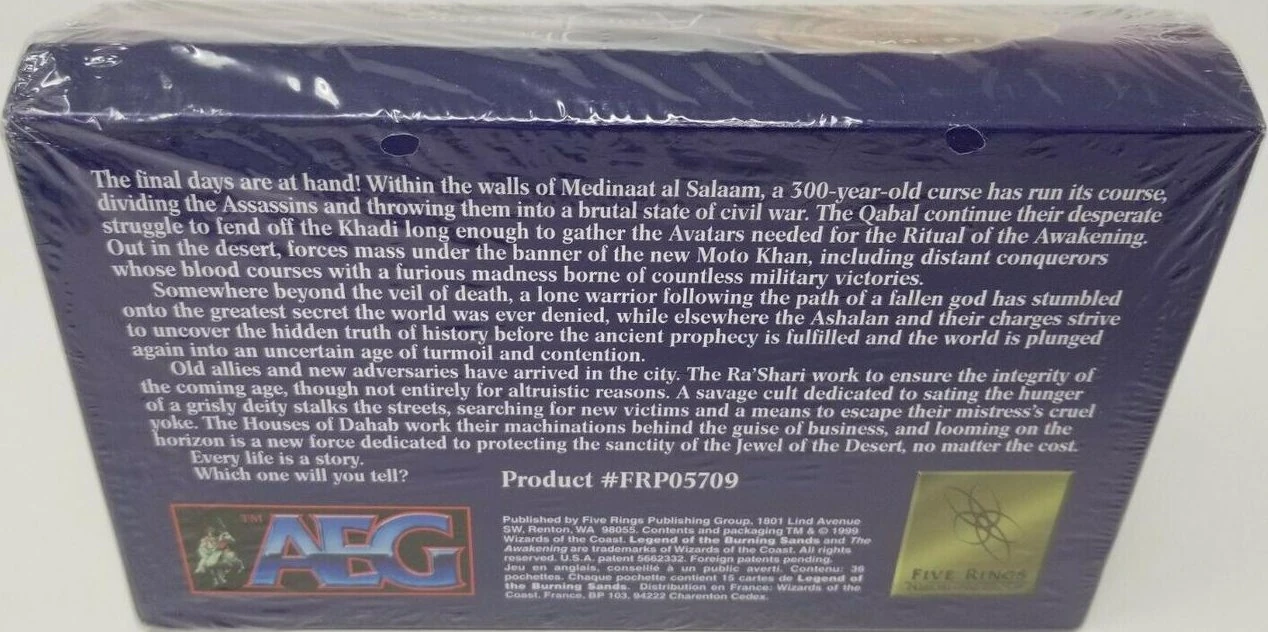 The final days are at hand! Within the walls of Medinaat al Salaam, a 300-year-old curse has run its course,
dividing the Assassins and throwing them into a brutal state of civil war. The Qabal continue their desperate
struggle to fend off the Khadi long enough to gather the Avatars needed for the Ritual of the Awakening.
Out in the desert, forces mass under the banner of the new Moto Khan, including distant conquerors
whose blood courses with a furious madness borne of countless military victories.
Somewhere beyond the veil of death, a lone warrior following the path of a fallen god has stumbled
onto the greatest secret the world was ever denied, while elsewhere the Ashalan and their charges strive
to uncover the hidden truth of history before the ancient prophecy is fulfilled and the world is plunged
again into an uncertain age of turmoil and contention.
Old allies and new adversaries have arrived in the city. The Ra'Shari work to ensure the integrity of
the coming age, though not entirely for altruistic reasons. A savage cult dedicated to sating the hunger
of a grisly deity stalks the streets, searching for new victims and a means to escape their mistress's cruel
yoke. The Houses of Dahab work their machinations behind the guise of business, and looming on the
horizon is a new force dedicated to protecting the sanctity of the Jewel of the Desert, no matter the cost.
Every life is a story.
Which one will you tell?
Product #FRP05709
TM AEG
Published by Five Rings Publishing Group, 1801 Lind Avenue
SW, Renton, WA 98055. Contents and packaging TM & © 1999
Wizards of the Coast. Legend of the Burning Sands and The
Awakening are trademarks of Wizards of the Coast. All rights
reserved. U.S.A. patent 5662332. Foreign patents pending.
Jeu en anglais, conseillé à un public averti. Contenu: 36
pochettes. Chaque pochette contient 15 cartes de Legend of
the Burning Sands. Distribution en France: Wizards of the
Coast, France, BP 103, 94222 Charenton Cedex.
FIVE RINGS